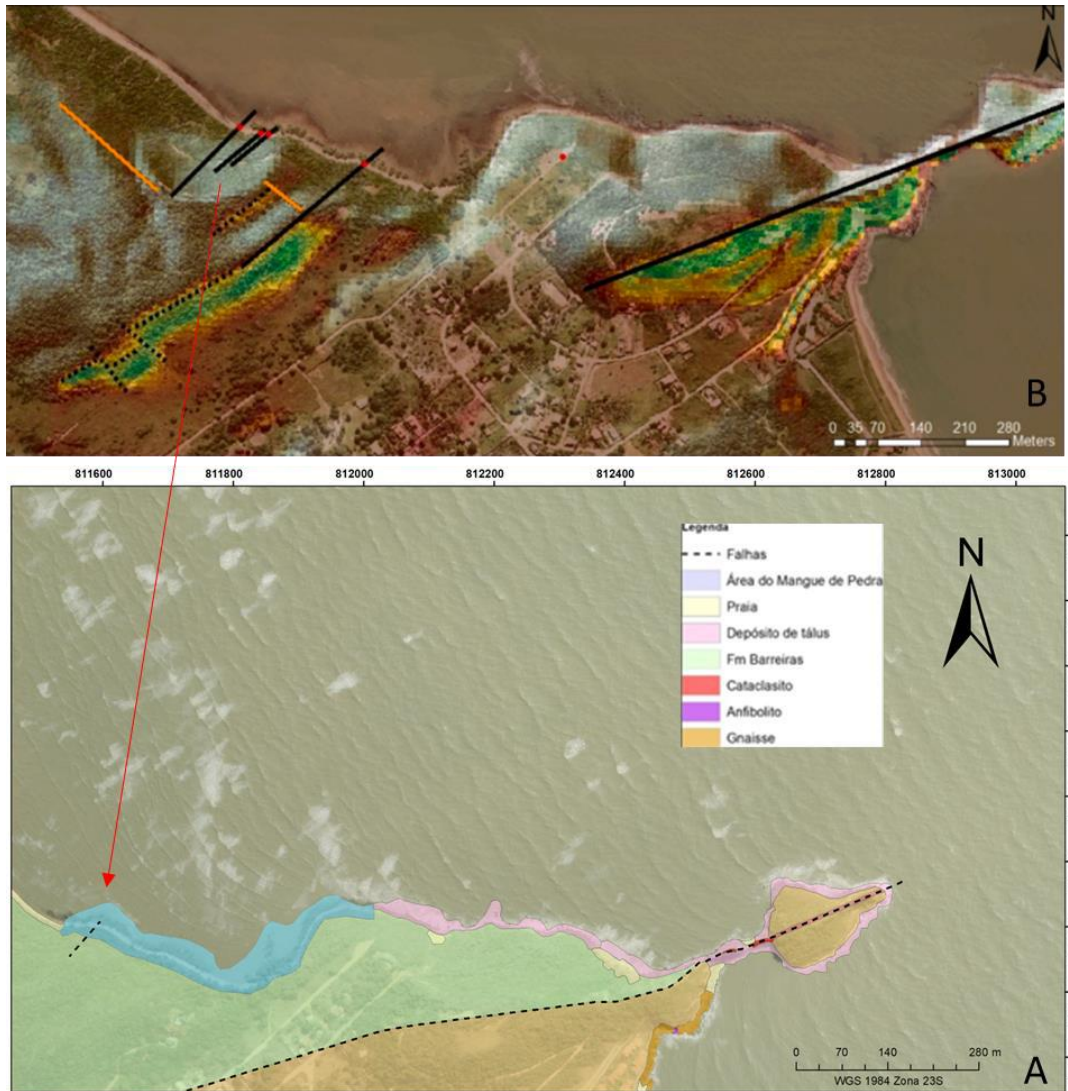 N
B
0 35 70 140 210 280
Meters
811600 811800 812000 812200 812400 812600 812800 813000
Legenda
Falhas
Área do Mangue de Pedra
Praia
Depósito de tálus
Fm Barreiras
Cataclasito
Anfibolito
Gnaisse
N
0 70 140 280 m
WGS 1984 Zona 23S
A